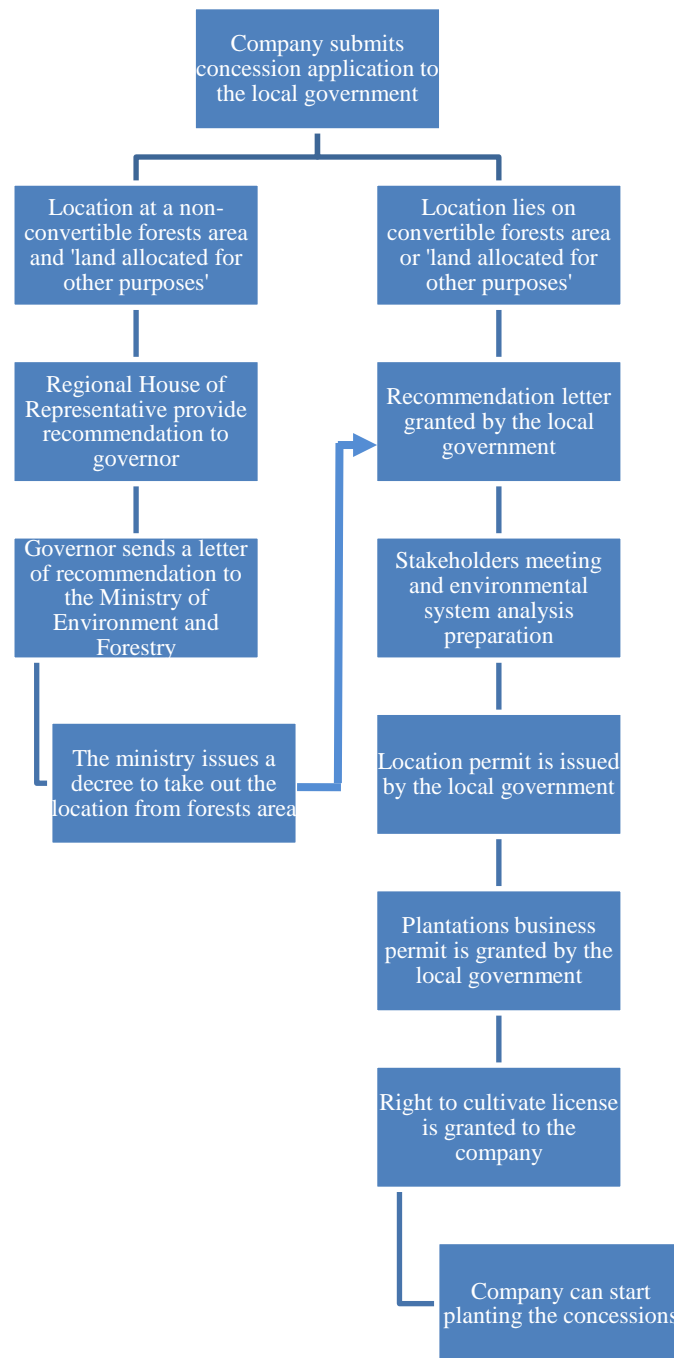 Company submits
concession application to
the local government
Location at a non-
convertible forests area
and 'land allocated for
other purposes'
Regional House of
Representative provide
recommendation to
governor
Governor sends a letter
of recommendation to
the Ministry of
Environment and
Forestry
The ministry issues a
decree to take out the
location from forests area
Location lies on
convertible forests area
or 'land allocated for
other purposes'
Recommendation letter
granted by the local
government
Stakeholders meeting
and environmental
system analysis
preparation
Location permit is issued
by the local government
Plantations business
permit is granted by the
local government
Right to cultivate license
is granted to the
company
Company can start
planting the concessions